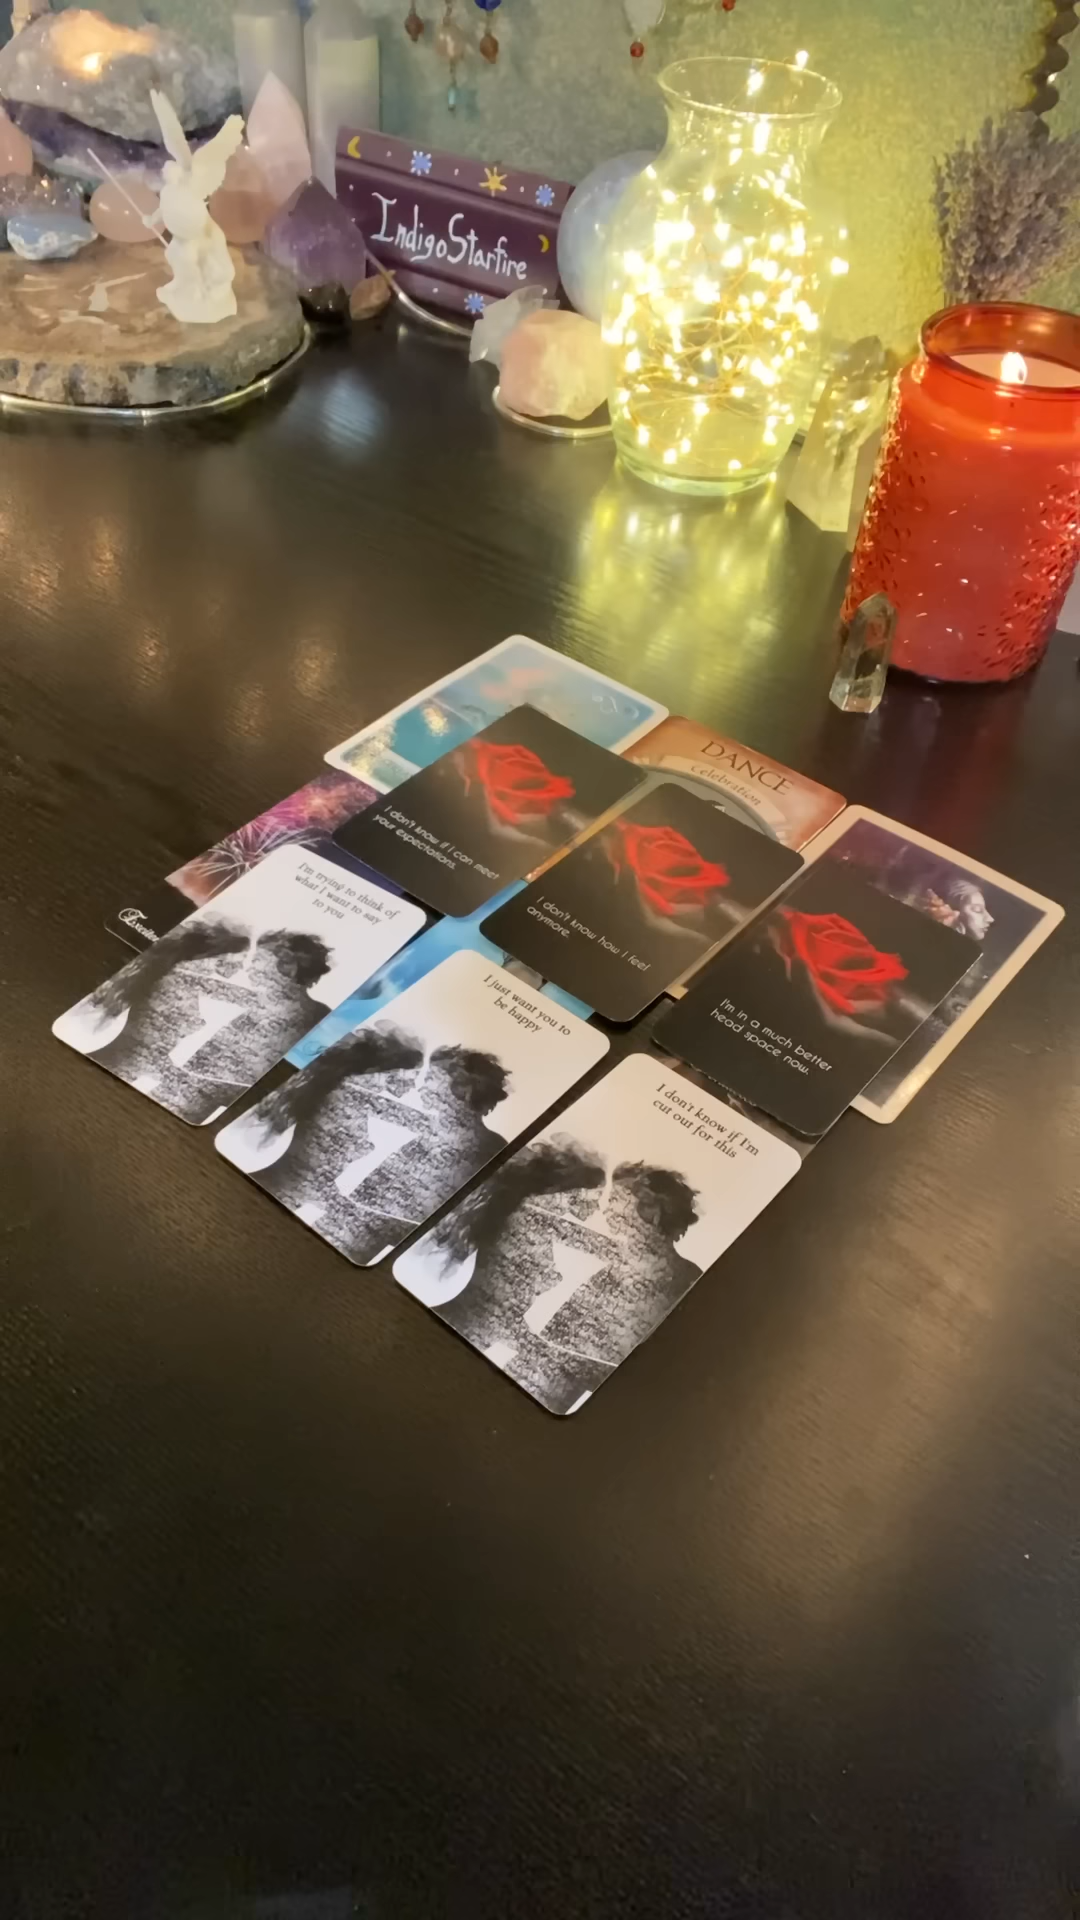 IndigoStarfire
DANCE
Celebration
I don't know if I can meet
your expectations.
I don't know how I feel
anymore.
I'm in a much better
head space now.
I'm trying to think of
what I want to say
to you
I just want you to
be happy
I don't know if I'm
cut out for this